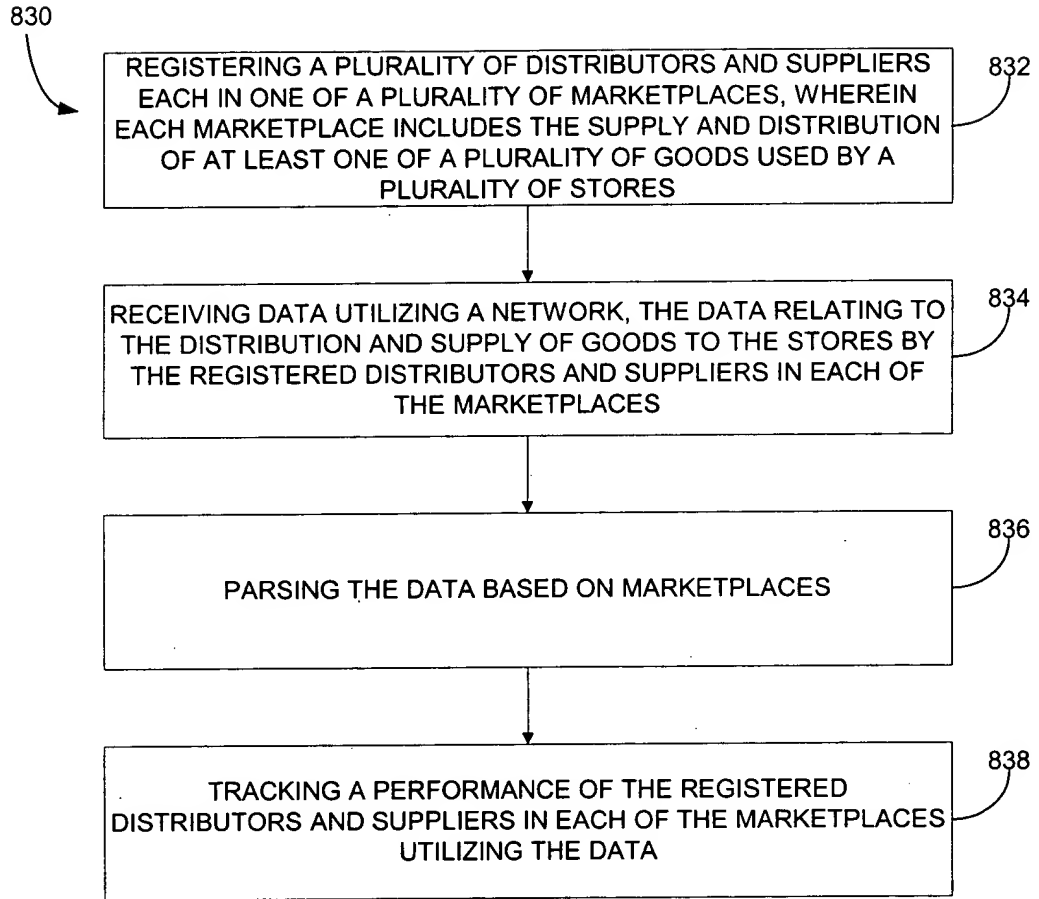 830
REGISTERING A PLURALITY OF DISTRIBUTORS AND SUPPLIERS
EACH IN ONE OF A PLURALITY OF MARKETPLACES, WHEREIN
EACH MARKETPLACE INCLUDES THE SUPPLY AND DISTRIBUTION
OF AT LEAST ONE OF A PLURALITY OF GOODS USED BY A
PLURALITY OF STORES
832
RECEIVING DATA UTILIZING A NETWORK, THE DATA RELATING TO
THE DISTRIBUTION AND SUPPLY OF GOODS TO THE STORES BY
THE REGISTERED DISTRIBUTORS AND SUPPLIERS IN EACH OF
THE MARKETPLACES
834
PARSING THE DATA BASED ON MARKETPLACES
836
TRACKING A PERFORMANCE OF THE REGISTERED
DISTRIBUTORS AND SUPPLIERS IN EACH OF THE MARKETPLACES
UTILIZING THE DATA
838